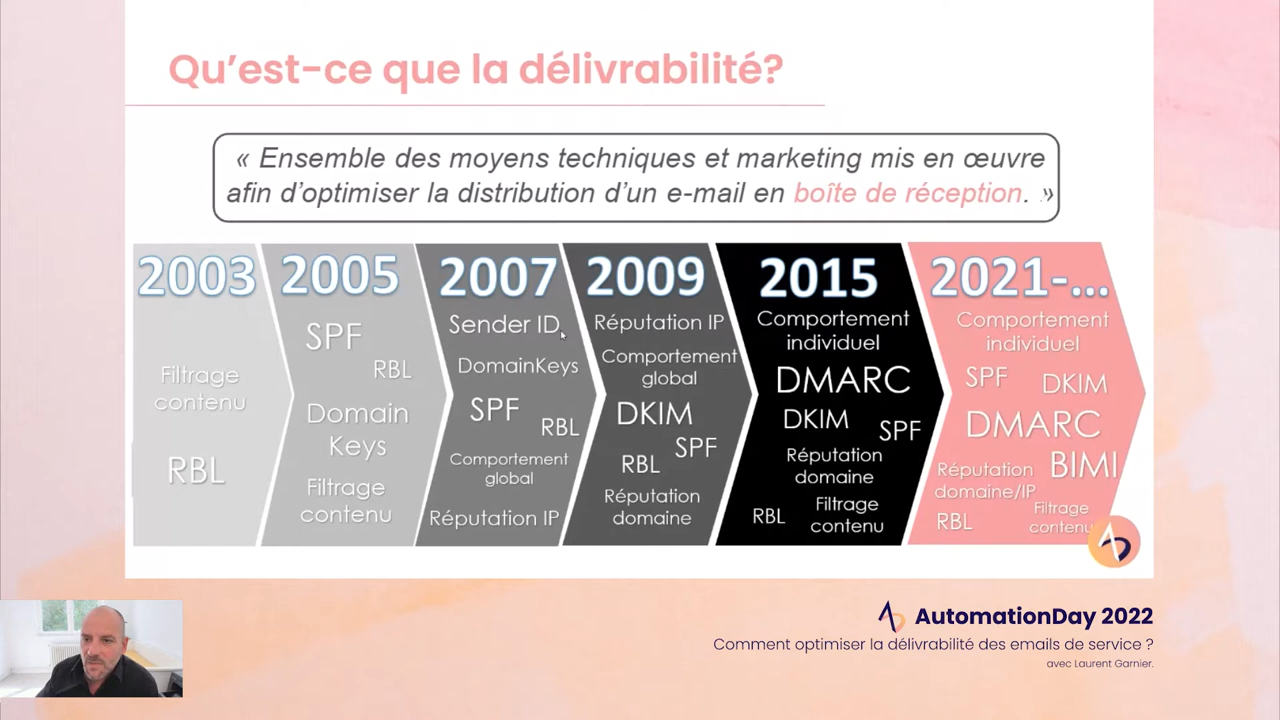 Qu'est-ce que la délivrabilité?
« Ensemble des moyens techniques et marketing mis en œuvre
afin d'optimiser la distribution d'un e-mail en boîte de réception. »
2003
Filtrage
contenu
RBL
2005
SPF
RBL
Domain
Keys
Filtrage
contenu
2007
Sender ID
DomainKeys
SPF
RBL
Comportement
global
Réputation IP
2009
Réputation IP
Comportement
global
DKIM
SPF
RBL
Réputation
domaine
2015
Comportement
individuel
DMARC
DKIM
SPF
Réputation
domaine
RBL
Filtrage
contenu
2021-...
Comportement
individuel
SPF
DKIM
DMARC
BIMI
Réputation
domaine/IP
RBL
Filtrage
contenu
AutomationDay 2022
Comment optimiser la délivrabilité des emails de service ?
avec Laurent Garnier.